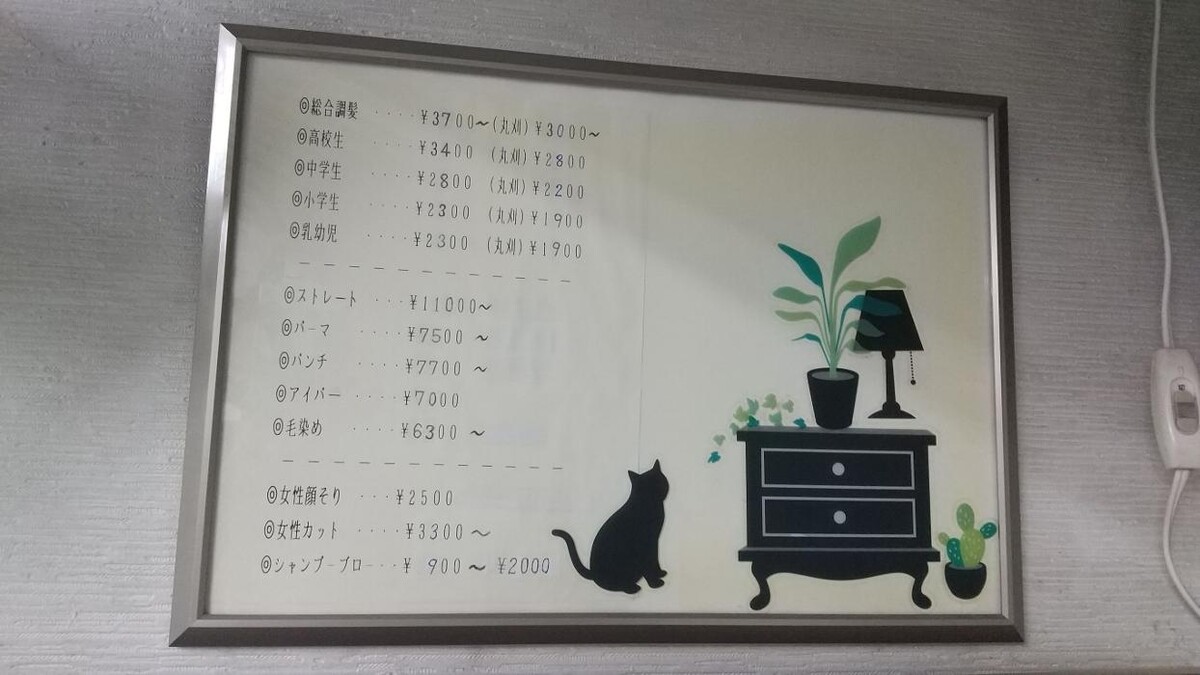 ◎総合調髪 ････¥3700～(丸刈)¥3000～
◎高校生 ････¥3400 (丸刈)¥2800
◎中学生 ････¥2800 (丸刈)¥2200
◎小学生 ････¥2300 (丸刈)¥1900
◎乳幼児 ････¥2300 (丸刈)¥1900
◎ストレート ･･･¥11000～
◎パーマ ････¥7500 ～
◎パンチ ････¥7700 ～
◎アイパー ････¥7000
◎毛染め ････¥6300 ～
◎女性顔そり ･･･¥2500
◎女性カット ････¥3300～
◎シャンプーブロー･･･¥ 900～ ¥2000